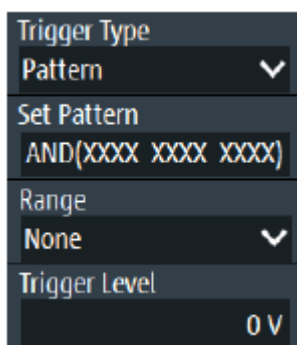 Trigger Type
Pattern
Set Pattern
AND(XXXX XXXX XXXX)
Range
None
Trigger Level
0 V